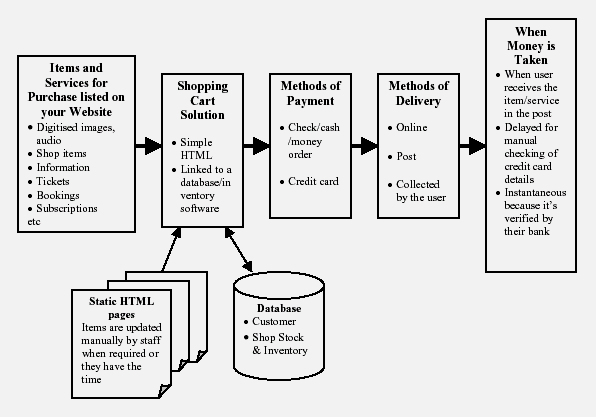 Items and
Services for
Purchase listed on
your Website
• Digitised images,
audio
• Shop items
• Information
• Tickets
• Bookings
• Subscriptions
etc
Shopping
Cart
Solution
• Simple
HTML
• Linked to a
database/in
ventory
software
Methods of
Payment
• Check/cash
/money
order
• Credit card
Methods of
Delivery
• Online
• Post
• Collected
by the user
When
Money is
Taken
• When user
receives the
item/service
in the post
• Delayed for
manual
checking of
credit card
details
• Instantaneous
because it's
verified by
their bank
Static HTML
pages
Items are updated
manually by staff
when required or
they have the
time
Database
• Customer
• Shop Stock
& Inventory